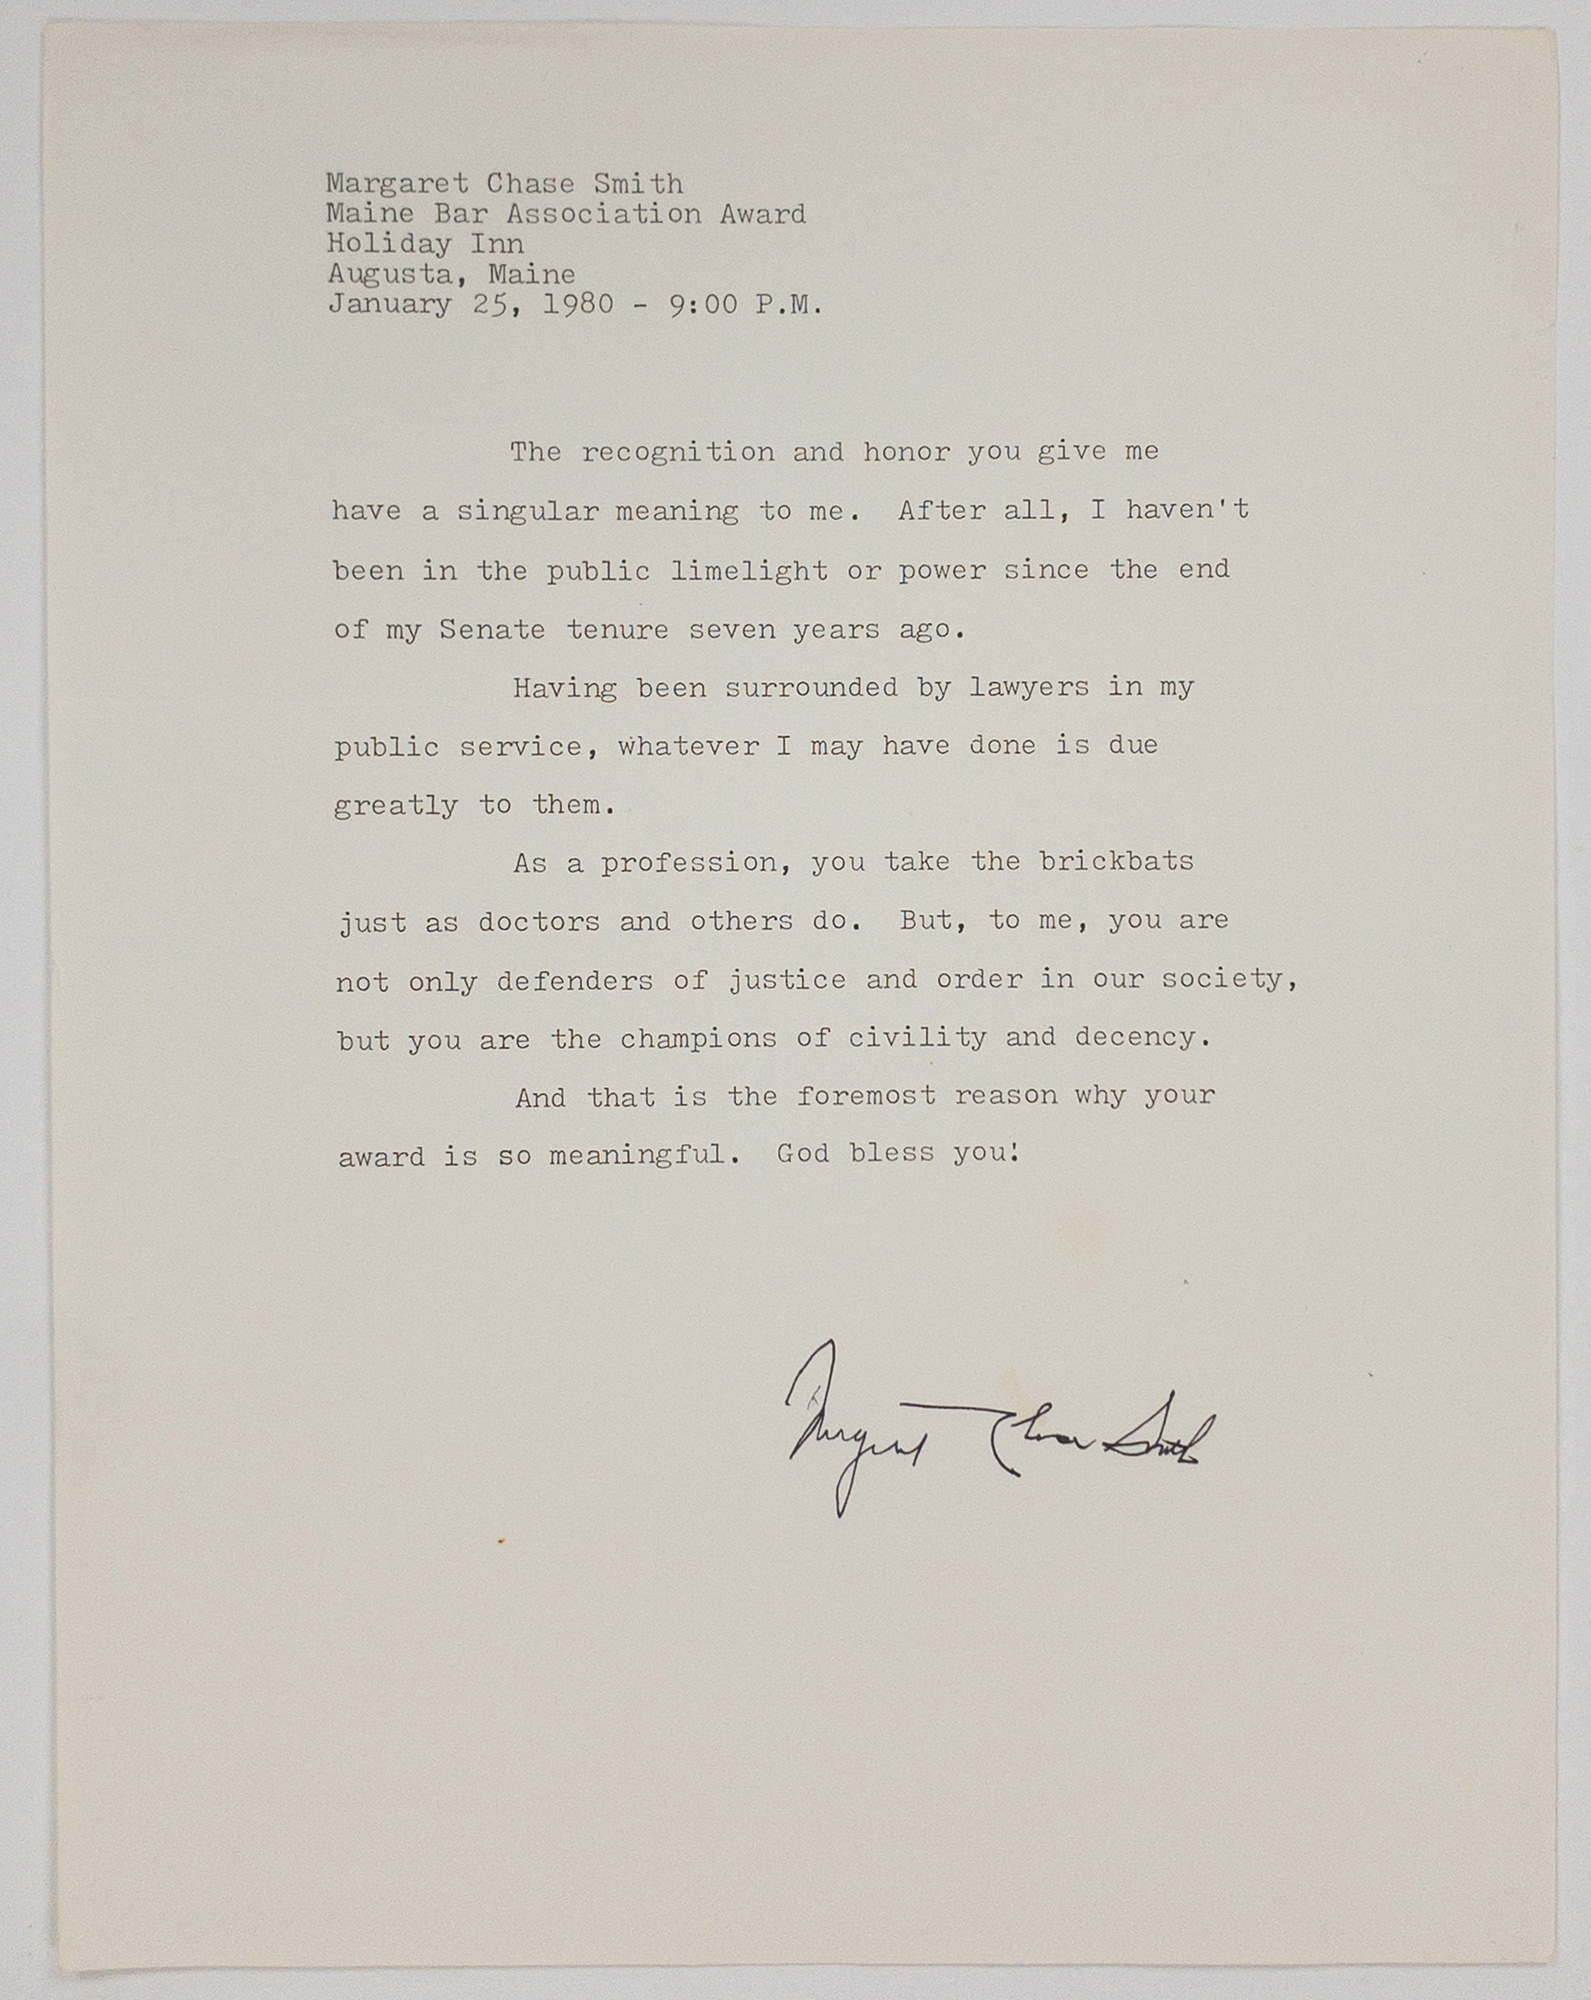 Margaret Chase Smith
Maine Bar Association Award
Holiday Inn
Augusta, Maine
January 25, 1980 - 9:00 P.M.
The recognition and honor you give me
have a singular meaning to me. After all, I haven't
been in the public limelight or power since the end
of my Senate tenure seven years ago.
Having been surrounded by lawyers in my
public service, whatever I may have done is due
greatly to them.
As a profession, you take the brickbats
just as doctors and others do. But, to me, you are
not only defenders of justice and order in our society,
but you are the champions of civility and decency.
And that is the foremost reason why your
award is so meaningful. God bless you!
Margaret Chase Smith